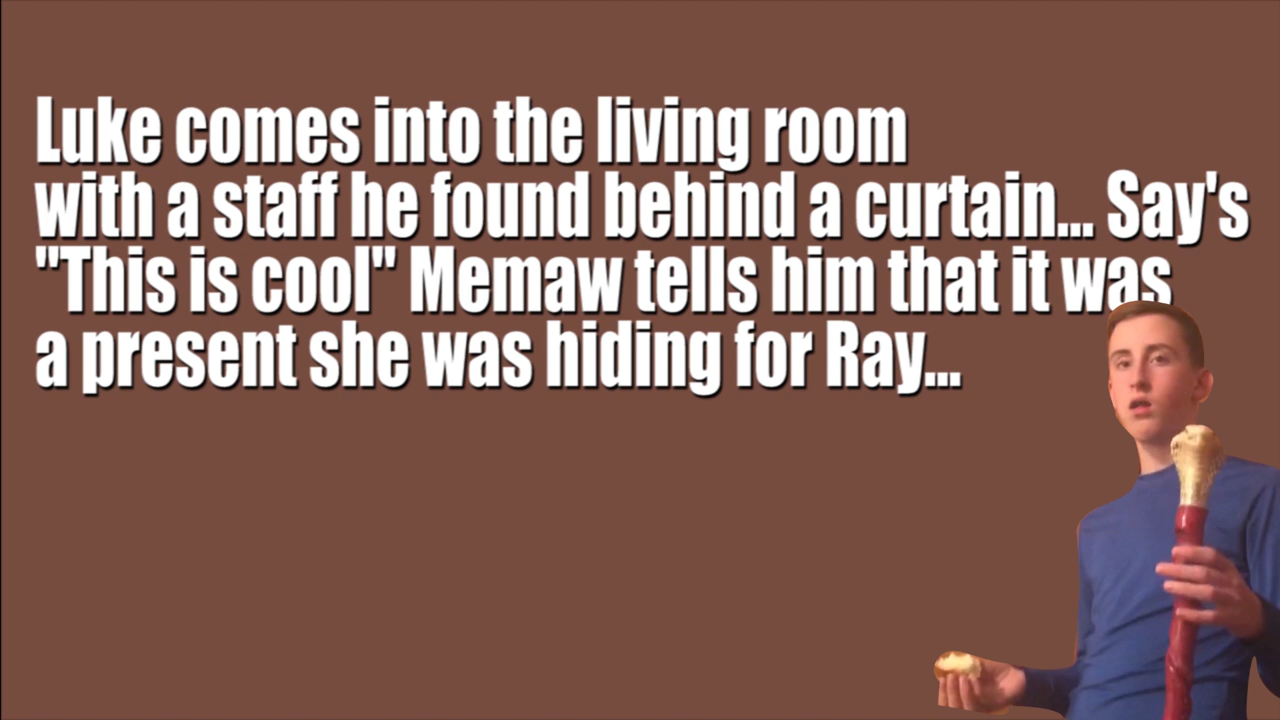 Luke comes into the living room
with a staff he found behind a curtain... Say's
"This is cool" Memaw tells him that it was
a present she was hiding for Ray...